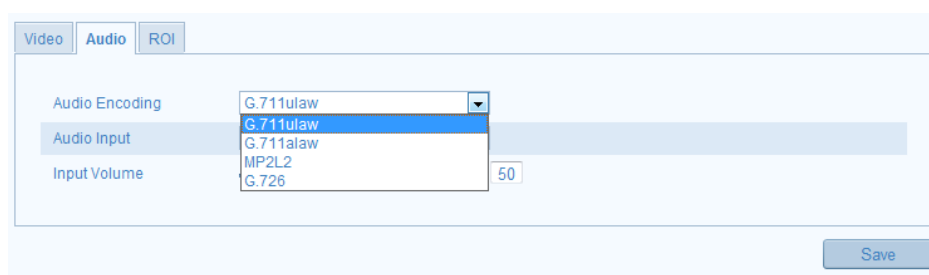 Video Audio ROI
Audio Encoding G.711ulaw
G.711ulaw
Audio Input G.711alaw
MP2L2
Input Volume G.726 50
Save